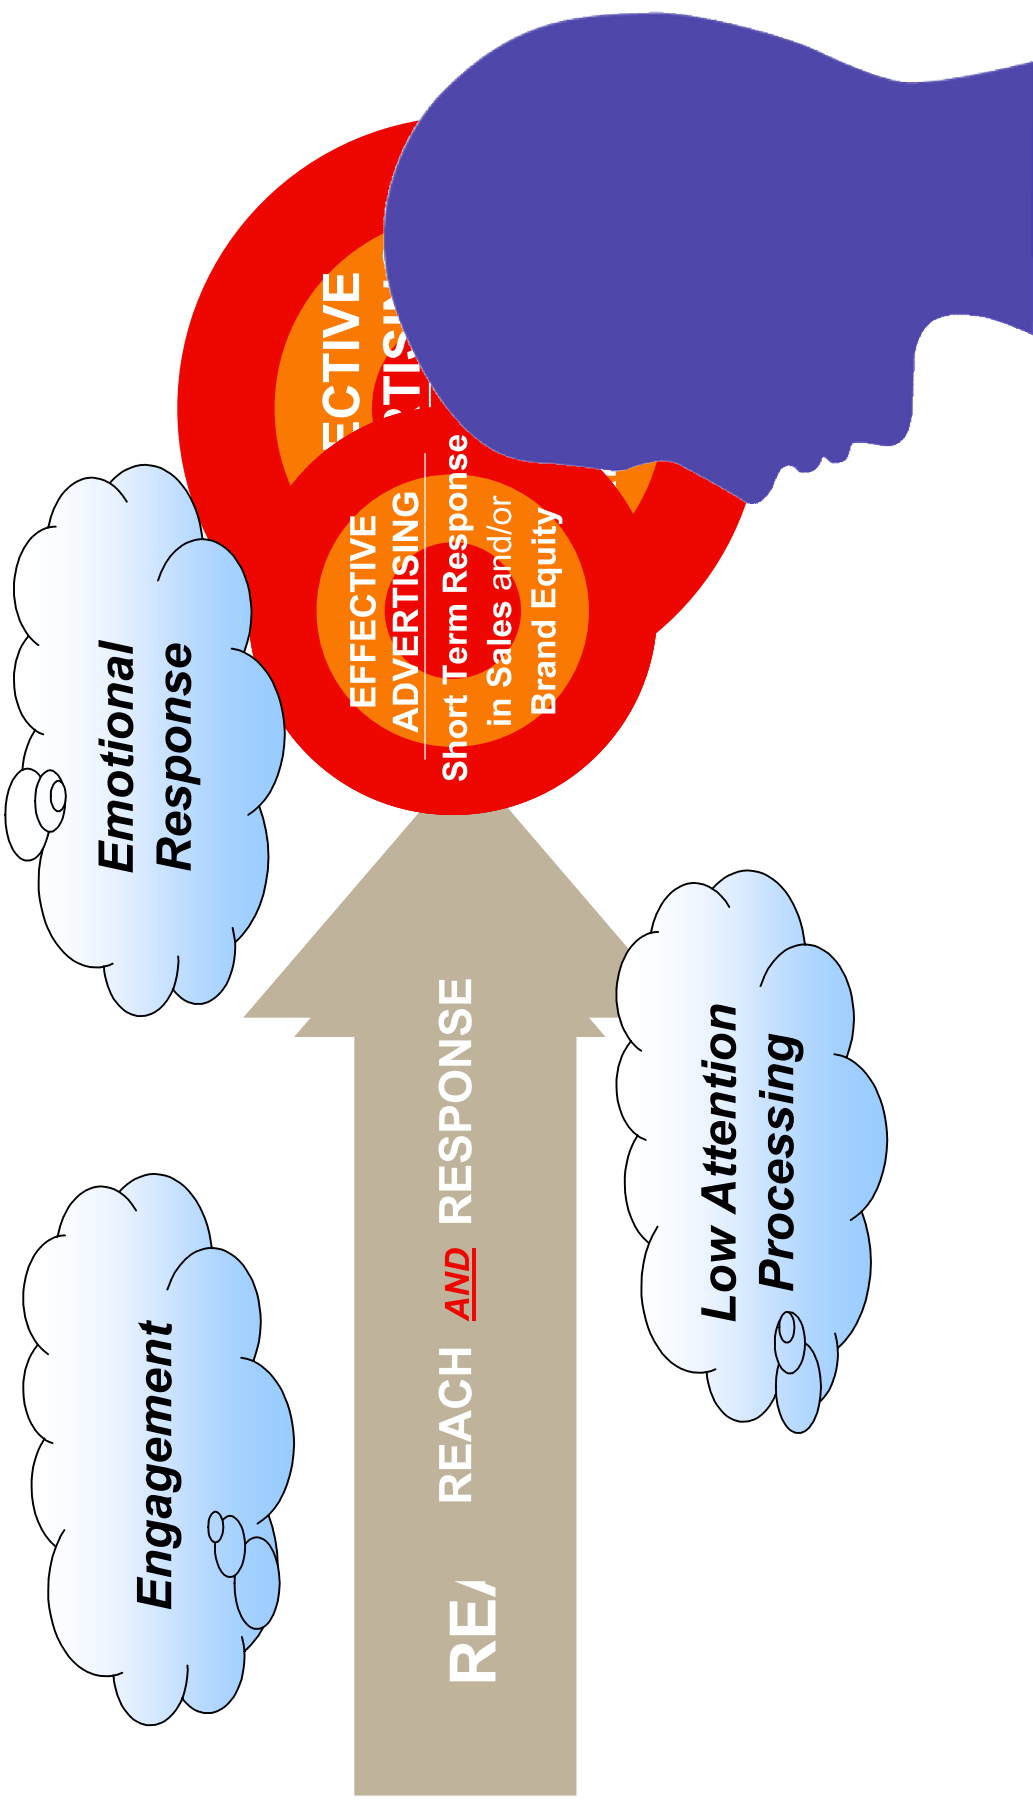 Engagement
Emotional
Response
REACH AND RESPONSE
EFFECTIVE
ADVERTISING
Short Term Response
in Sales and/or
Brand Equity
Low Attention
Processing